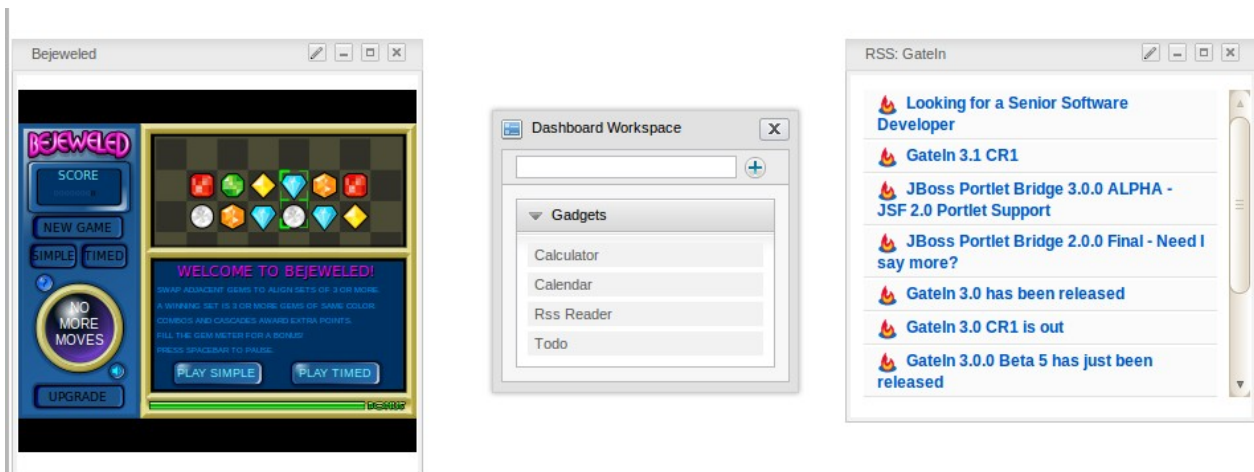 Bejeweled
BEJEWELED
SCORE
NEW GAME
SIMPLE TIMED
NO
MORE
MOVES
UPGRADE
WELCOME TO BEJEWELED!
SWAP ADJACENT GEMS TO ALIGN SETS OF 3 OR MORE.
A WINNING SET IS 3 OR MORE GEMS OF SAME COLOR.
COMBOS AND CASCADES AWARD EXTRA POINTS.
FILL THE GEM METER FOR A BONUS!
PRESS SPACEBAR TO PAUSE.
PLAY SIMPLE PLAY TIMED
BONUS
Dashboard Workspace
Gadgets
Calculator
Calendar
Rss Reader
Todo
RSS: GateIn
Looking for a Senior Software
Developer
GateIn 3.1 CR1
JBoss Portlet Bridge 3.0.0 ALPHA -
JSF 2.0 Portlet Support
JBoss Portlet Bridge 2.0.0 Final - Need I
say more?
GateIn 3.0 has been released
GateIn 3.0 CR1 is out
GateIn 3.0.0 Beta 5 has just been
released